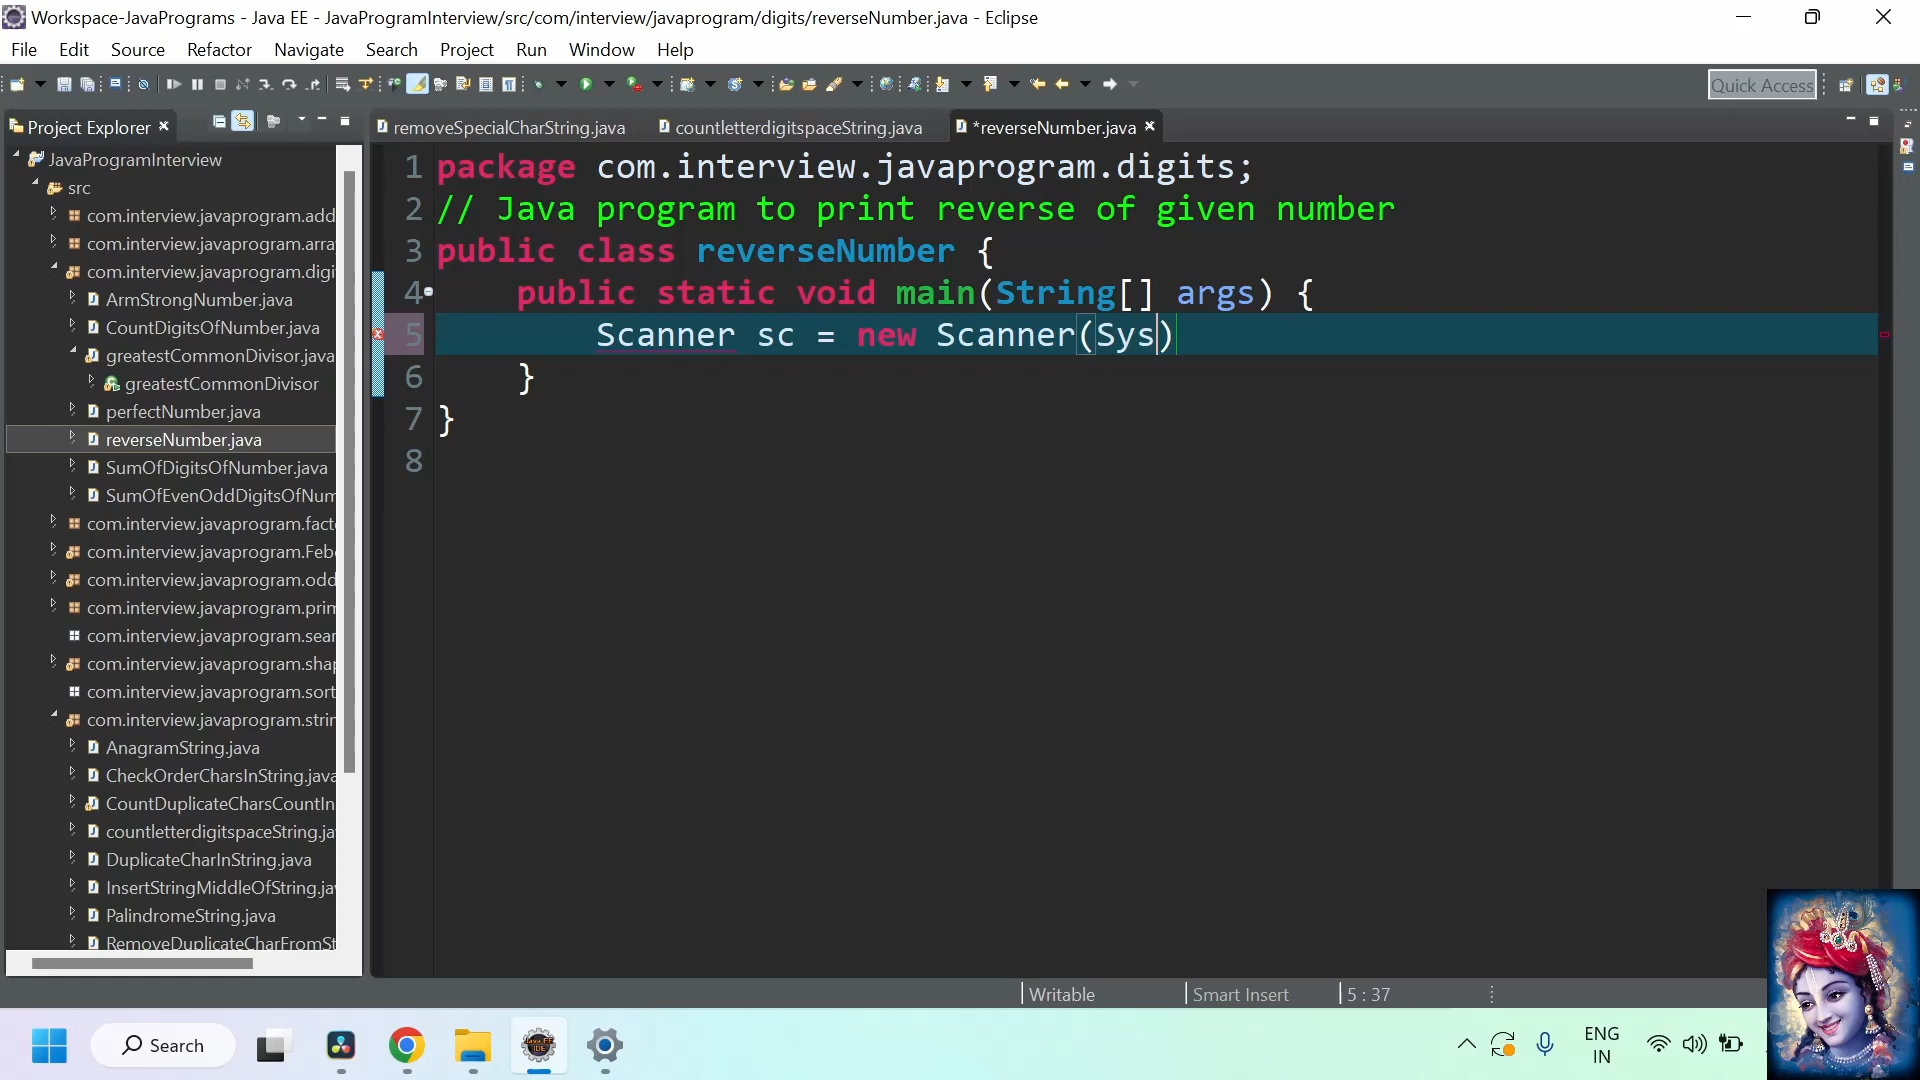 Workspace-JavaPrograms - Java EE - JavaProgramInterview/src/com/interview/javaprogram/digits/reverseNumber.java - Eclipse
File Edit Source Refactor Navigate Search Project Run Window Help
Quick Access
Project Explorer
removeSpecialCharString.java
countletterdigitspaceString.java
*reverseNumber.java
JavaProgramInterview
src
com.interview.javaprogram.add
com.interview.javaprogram.arra
com.interview.javaprogram.digi
ArmStrongNumber.java
CountDigitsOfNumber.java
greatestCommonDivisor.java
greatestCommonDivisor
perfectNumber.java
reverseNumber.java
SumOfDigitsOfNumber.java
SumOfEvenOddDigitsOfNum
com.interview.javaprogram.fact
com.interview.javaprogram.Feb
com.interview.javaprogram.odd
com.interview.javaprogram.prim
com.interview.javaprogram.sear
com.interview.javaprogram.shap
com.interview.javaprogram.sort
com.interview.javaprogram.strin
AnagramString.java
CheckOrderCharsInString.java
CountDuplicateCharsCountIn
countletterdigitspaceString.ja
DuplicateCharInString.java
InsertStringMiddleOfString.ja
PalindromeString.java
RemoveDuplicateCharFromSt
1 package com.interview.javaprogram.digits;
2 // Java program to print reverse of given number
3 public class reverseNumber {
4 public static void main(String[] args) {
5 Scanner sc = new Scanner(Sys)
6 }
7 }
8
Writable
Smart Insert
5 : 37
Search
ENG
IN